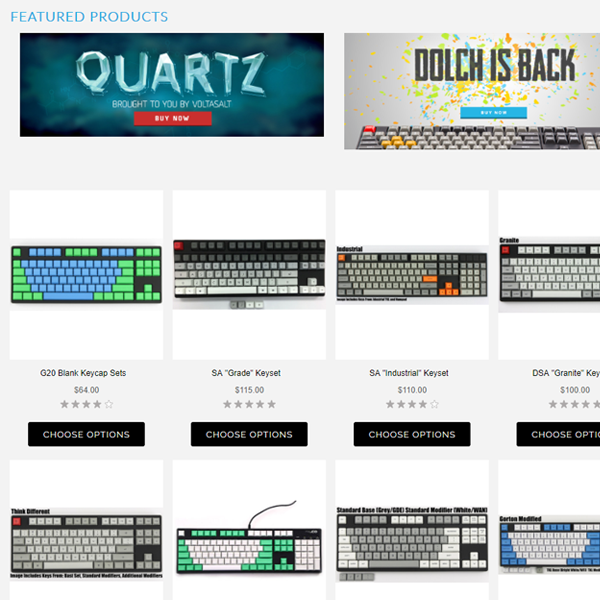 FEATURED PRODUCTS
QUARTZ
BROUGHT TO YOU BY VOLTASALT
BUY NOW
DOLCH IS BACK
BUY NOW
Industrial
Granite
G20 Blank Keycap Sets
SA "Grade" Keyset
SA "Industrial" Keyset
DSA "Granite" Key
$64.00
$115.00
$110.00
$100.00
CHOOSE OPTIONS
CHOOSE OPTIONS
CHOOSE OPTIONS
CHOOSE OPTI
Think Different
Standard Base (Grey/GDE) Standard Modifier (White/WAN)
Gorton Modified
Image Includes Keys From: Base Set, Standard Modifiers, Additional Modifiers